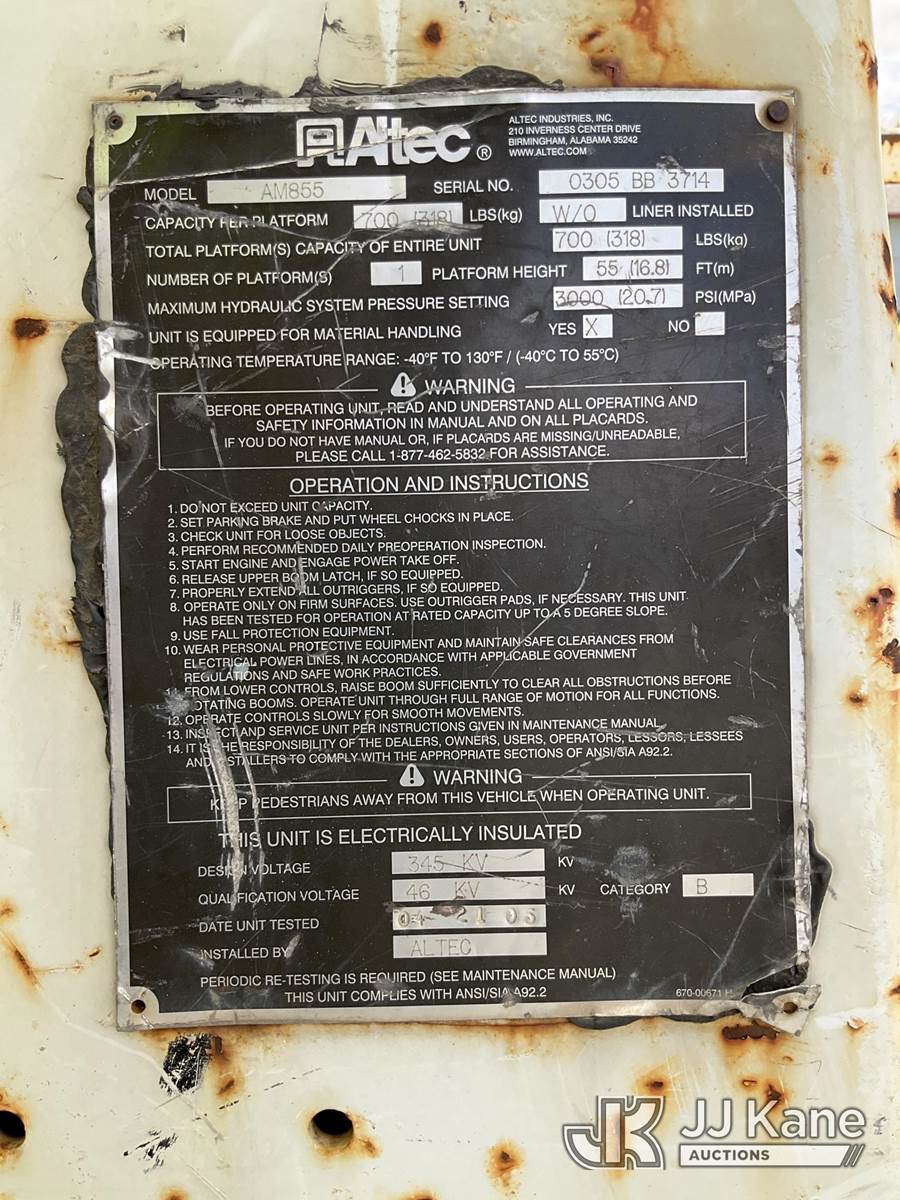 Altec®
ALTEC INDUSTRIES, INC.
210 INVERNESS CENTER DRIVE
BIRMINGHAM, ALABAMA 35242
WWW.ALTEC.COM
MODEL AM855 SERIAL NO. 0305 BB 3714
CAPACITY PER PLATFORM 700 (318) LBS(kg) W/O LINER INSTALLED
TOTAL PLATFORM(S) CAPACITY OF ENTIRE UNIT 700 (318) LBS(kg)
NUMBER OF PLATFORM(S) 1 PLATFORM HEIGHT 55 (16.8) FT(m)
MAXIMUM HYDRAULIC SYSTEM PRESSURE SETTING 3000 (20.7) PSI(MPa)
UNIT IS EQUIPPED FOR MATERIAL HANDLING YES X NO
OPERATING TEMPERATURE RANGE: -40°F TO 130°F / (-40°C TO 55°C)
WARNING
BEFORE OPERATING UNIT, READ AND UNDERSTAND ALL OPERATING AND
SAFETY INFORMATION IN MANUAL AND ON ALL PLACARDS.
IF YOU DO NOT HAVE MANUAL OR, IF PLACARDS ARE MISSING/UNREADABLE,
PLEASE CALL 1-877-462-5832 FOR ASSISTANCE.
OPERATION AND INSTRUCTIONS
1. DO NOT EXCEED UNIT CAPACITY.
2. SET PARKING BRAKE AND PUT WHEEL CHOCKS IN PLACE.
3. CHECK UNIT FOR LOOSE OBJECTS.
4. PERFORM RECOMMENDED DAILY PREOPERATION INSPECTION.
5. START ENGINE AND ENGAGE POWER TAKE OFF.
6. RELEASE UPPER BOOM LATCH, IF SO EQUIPPED.
7. PROPERLY EXTEND ALL OUTRIGGERS, IF SO EQUIPPED.
8. OPERATE ONLY ON FIRM SURFACES. USE OUTRIGGER PADS, IF NECESSARY. THIS UNIT
HAS BEEN TESTED FOR OPERATION AT RATED CAPACITY UP TO A 5 DEGREE SLOPE.
9. USE FALL PROTECTION EQUIPMENT.
10. WEAR PERSONAL PROTECTIVE EQUIPMENT AND MAINTAIN SAFE CLEARANCES FROM
ELECTRICAL POWER LINES, IN ACCORDANCE WITH APPLICABLE GOVERNMENT
REGULATIONS AND SAFE WORK PRACTICES.
FROM LOWER CONTROLS, RAISE BOOM SUFFICIENTLY TO CLEAR ALL OBSTRUCTIONS BEFORE
ROTATING BOOMS. OPERATE UNIT THROUGH FULL RANGE OF MOTION FOR ALL FUNCTIONS.
12. OPERATE CONTROLS SLOWLY FOR SMOOTH MOVEMENTS.
13. INSPECT AND SERVICE UNIT PER INSTRUCTIONS GIVEN IN MAINTENANCE MANUAL
14. IT IS THE RESPONSIBILITY OF THE DEALERS, OWNERS, USERS, OPERATORS, LESSORS, LESSEES
AND INSTALLERS TO COMPLY WITH THE APPROPRIATE SECTIONS OF ANSI/SIA A92.2.
WARNING
KEEP PEDESTRIANS AWAY FROM THIS VEHICLE WHEN OPERATING UNIT.
THIS UNIT IS ELECTRICALLY INSULATED
DESIGN VOLTAGE 345 KV KV
QUALIFICATION VOLTAGE 46 KV KV CATEGORY B
DATE UNIT TESTED 04 21 06
INSTALLED BY ALTEC
PERIODIC RE-TESTING IS REQUIRED (SEE MAINTENANCE MANUAL)
THIS UNIT COMPLIES WITH ANSI/SIA A92.2
670-00671
JJ Kane
AUCTIONS